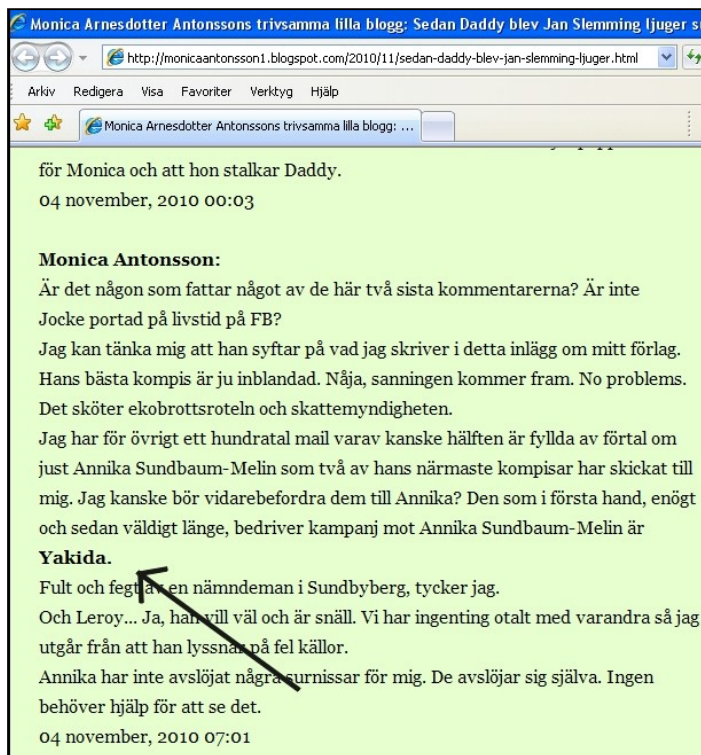 Monica Arnesdotter Antonssons trivsamma lilla blogg: Sedan Daddy blev Jan Slemming ljuger
http://monicaantonsson1.blogspot.com/2010/11/sedan-daddy-blev-jan-slemming-ljuger.html
Arkiv Redigera Visa Favoriter Verktyg Hjälp
Monica Arnesdotter Antonssons trivsamma lilla blogg: ...
för Monica och att hon stalkar Daddy.
04 november, 2010 00:03
Monica Antonsson:
Är det någon som fattar något av de här två sista kommentarerna? Är inte
Jocke portad på livstid på FB?
Jag kan tänka mig att han syftar på vad jag skriver i detta inlägg om mitt förlag.
Hans bästa kompis är ju inblandad. Nåja, sanningen kommer fram. No problems.
Det sköter ekobrottsroteln och skattemyndigheten.
Jag har för övrigt ett hundratal mail varav kanske hälften är fyllda av förtal om
just Annika Sundbaum-Melin som två av hans närmaste kompisar har skickat till
mig. Jag kanske bör vidarebefordra dem till Annika? Den som i första hand, enögt
och sedan väldigt länge, bedriver kampanj mot Annika Sundbaum-Melin är
Yakida.
Fult och fegt av en nämndeman i Sundbyberg, tycker jag.
Och Leroy... Ja, han vill väl och är snäll. Vi har ingenting otalt med varandra så jag
utgår från att han lyssnar på fel källor.
Annika har inte avslöjat några surnissar för mig. De avslöjar sig själva. Ingen
behöver hjälp för att se det.
04 november, 2010 07:01